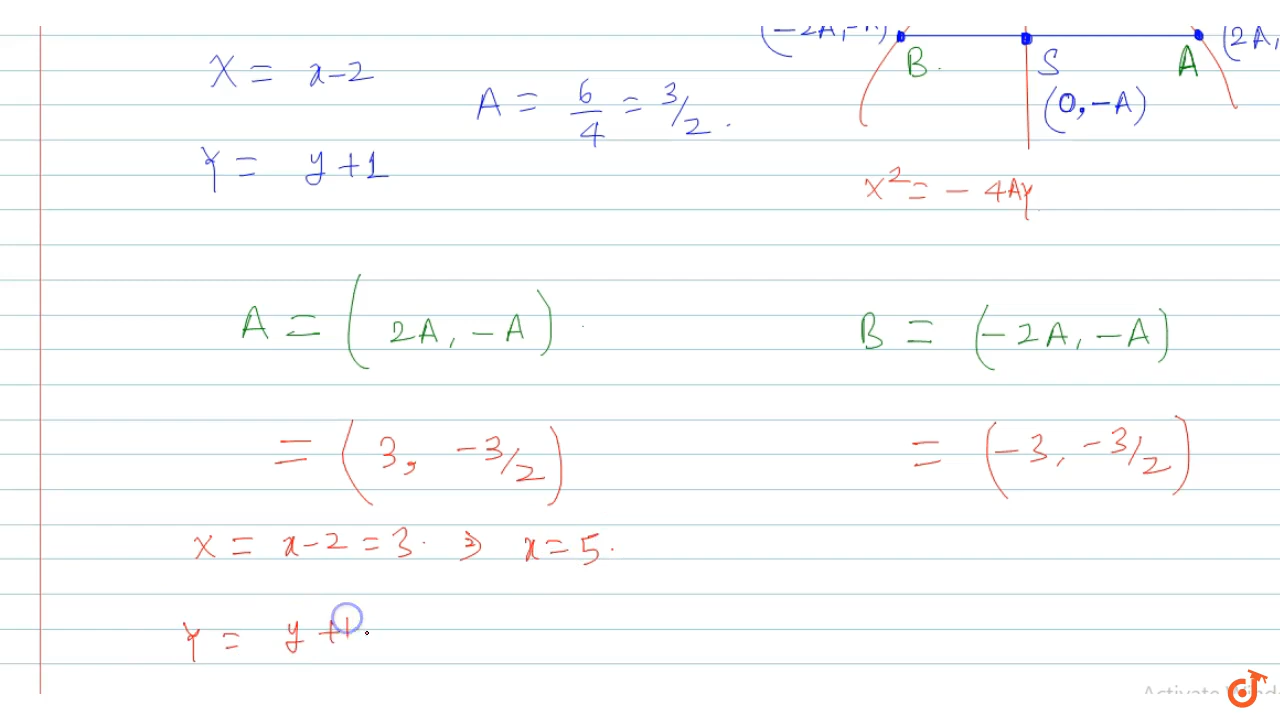 (-2A, -A) (2A,
B. S A
X = x-2
A = 6/4 = 3/2.
(0, -A)
Y = y+1
X² = - 4AY
A = (2A, -A) B = (-2A, -A)
= (3, -3/2) = (-3, -3/2)
X = x-2 = 3. ⇒ x = 5.
Y = y +1